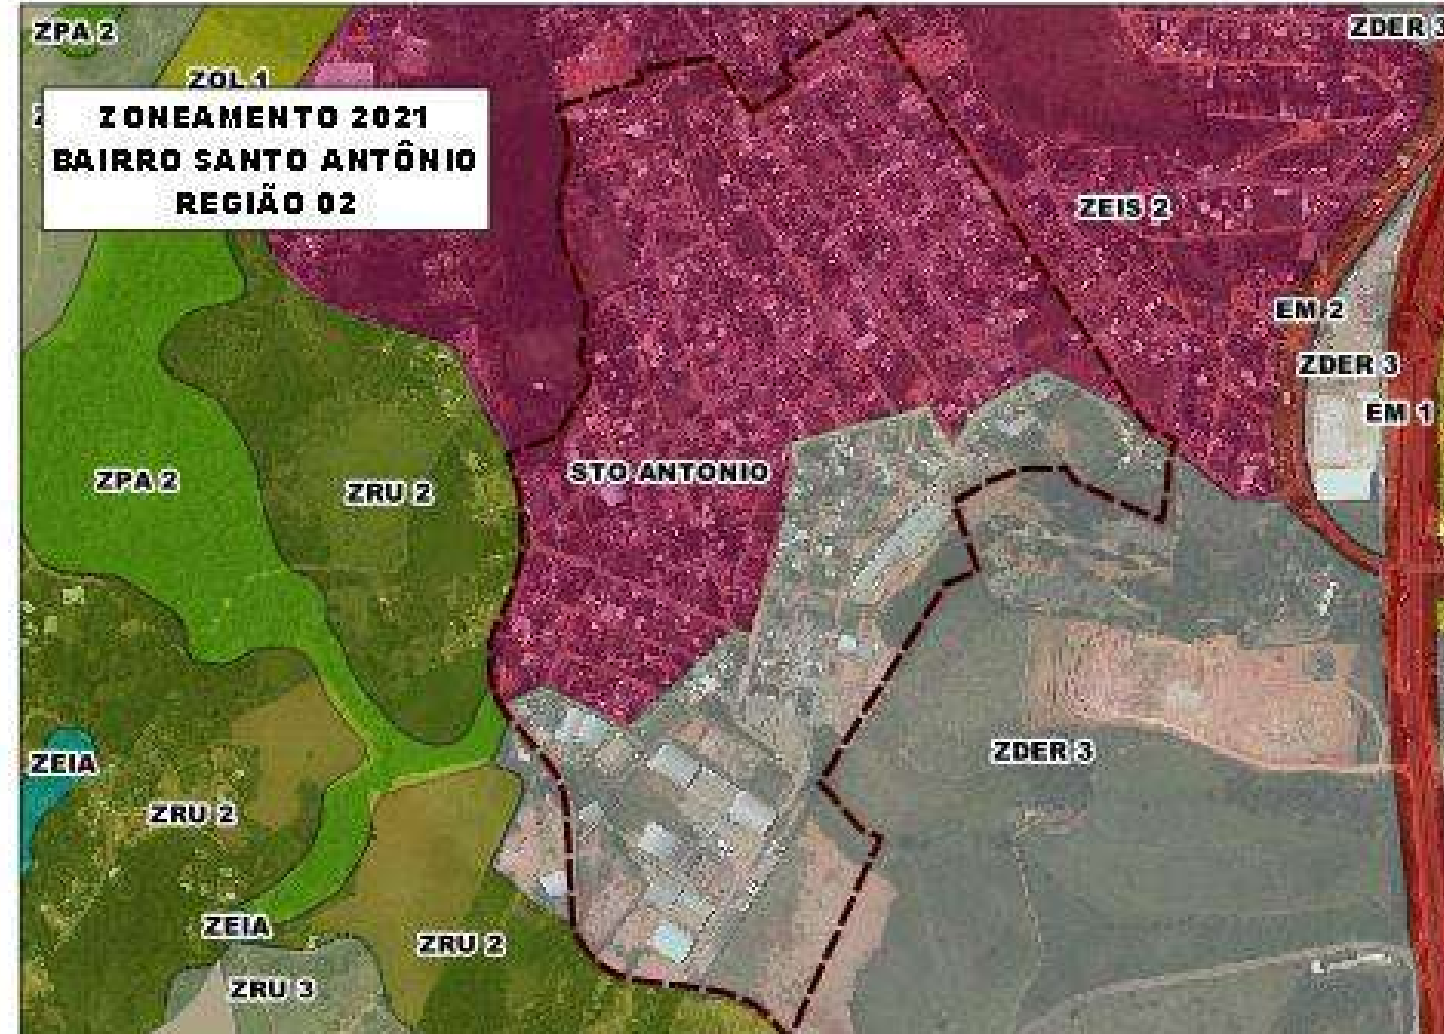 ZPA 2
ZOL 1
ZDER 3
ZONEAMENTO 2021
BAIRRO SANTO ANTÔNIO
REGIÃO 02
ZEIS 2
EM 2
ZDER 3
EM 1
STO ANTONIO
ZPA 2
ZRU 2
ZDER 3
ZEIA
ZRU 2
ZEIA
ZRU 2
ZRU 3